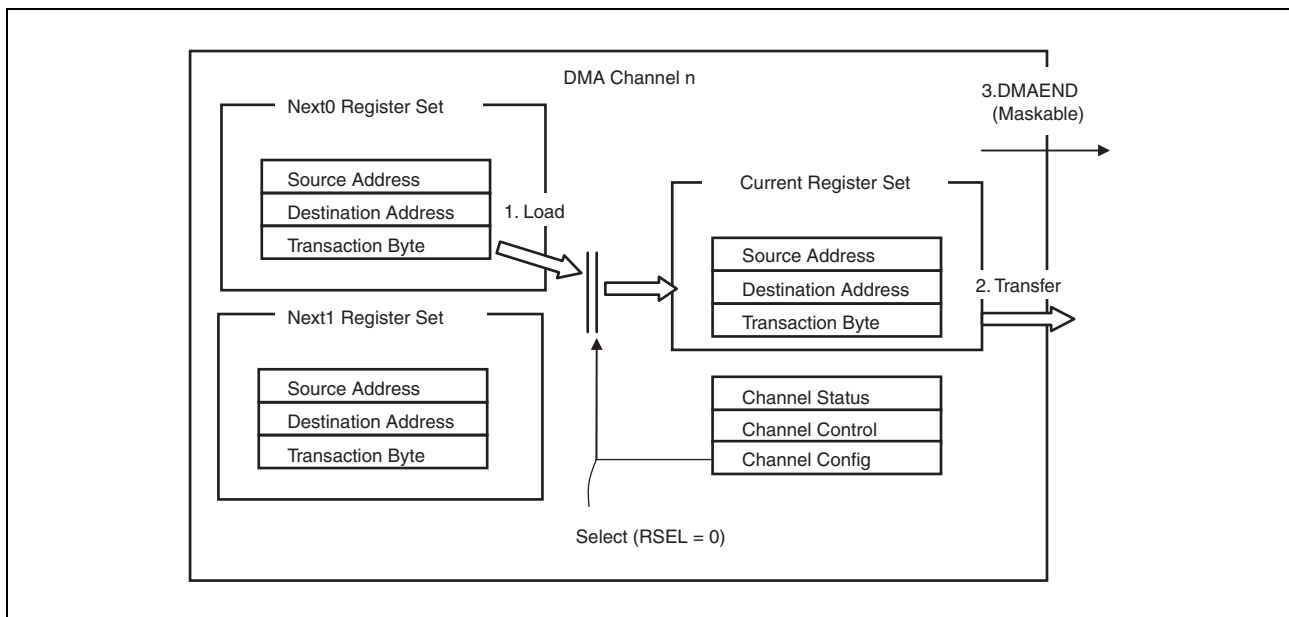 DMA Channel n
3.DMAEND
(Maskable)
Next0 Register Set
Source Address
Destination Address
Transaction Byte
1. Load
Current Register Set
Source Address
Destination Address
Transaction Byte
2. Transfer
Next1 Register Set
Source Address
Destination Address
Transaction Byte
Channel Status
Channel Control
Channel Config
Select (RSEL = 0)